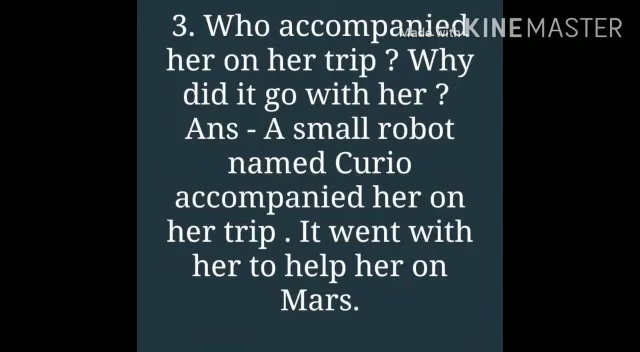 3. Who accompanied
Made with KINEMASTER
her on her trip ? Why
did it go with her ?
Ans - A small robot
named Curio
accompanied her on
her trip . It went with
her to help her on
Mars.